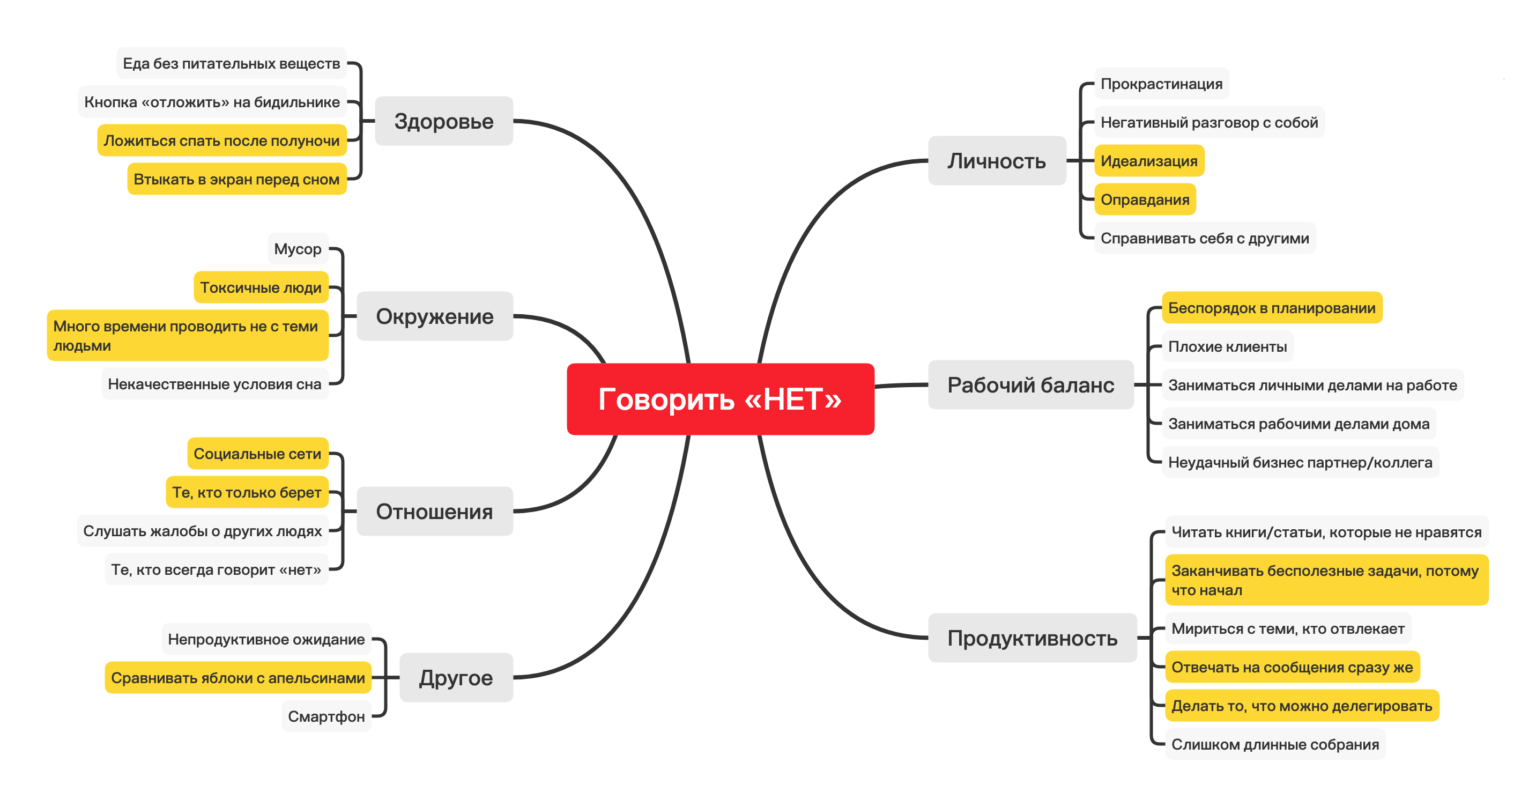 Говорить «НЕТ»
Здоровье
Еда без питательных веществ
Кнопка «отложить» на бидильнике
Ложиться спать после полуночи
Втыкать в экран перед сном
Окружение
Мусор
Токсичные люди
Много времени проводить не с теми
людьми
Некачественные условия сна
Отношения
Социальные сети
Те, кто только берет
Слушать жалобы о других людях
Те, кто всегда говорит «нет»
Другое
Непродуктивное ожидание
Сравнивать яблоки с апельсинами
Смартфон
Личность
Прокрастинация
Негативный разговор с собой
Идеализация
Оправдания
Справнивать себя с другими
Рабочий баланс
Беспорядок в планировании
Плохие клиенты
Заниматься личными делами на работе
Заниматься рабочими делами дома
Неудачный бизнес партнер/коллега
Продуктивность
Читать книги/статьи, которые не нравятся
Заканчивать бесполезные задачи, потому
что начал
Мириться с теми, кто отвлекает
Отвечать на сообщения сразу же
Делать то, что можно делегировать
Слишком длинные собрания